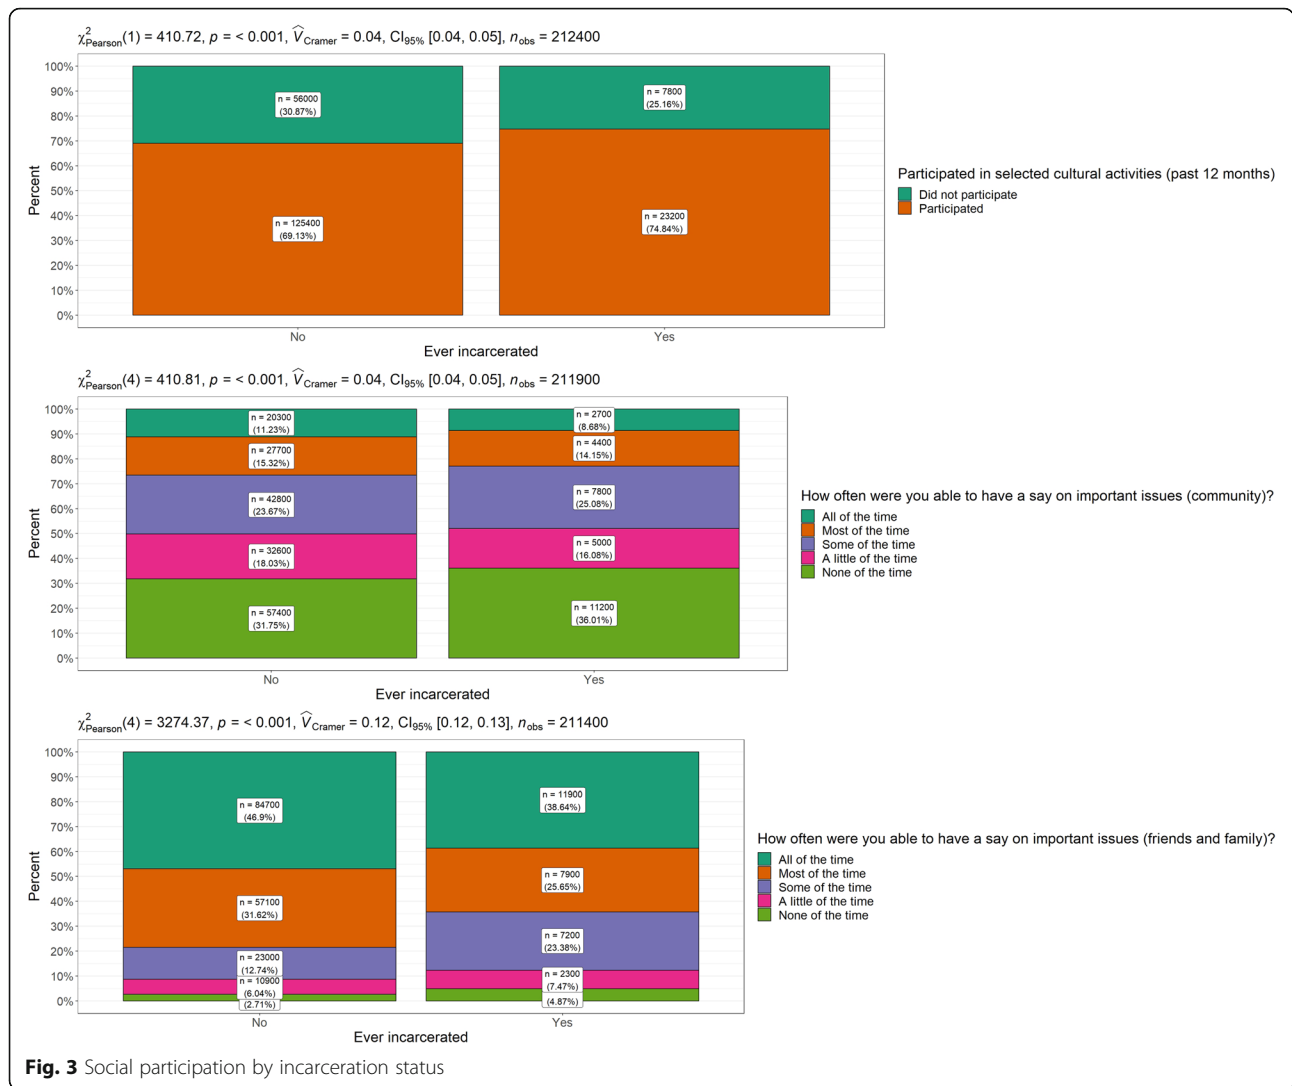 χ²Pearson(1) = 410.72, p = < 0.001, V̂Cramer = 0.04, CI95% [0.04, 0.05], nobs = 212400
100%
90%
80%
70%
60%
50%
40%
30%
20%
10%
0%
Percent
n = 56000
(30.87%)
n = 7800
(25.16%)
n = 125400
(69.13%)
n = 23200
(74.84%)
No
Yes
Ever incarcerated
Participated in selected cultural activities (past 12 months)
Did not participate
Participated
χ²Pearson(4) = 410.81, p = < 0.001, V̂Cramer = 0.04, CI95% [0.04, 0.05], nobs = 211900
100%
90%
80%
70%
60%
50%
40%
30%
20%
10%
0%
Percent
n = 20300
(11.23%)
n = 27700
(15.32%)
n = 42800
(23.67%)
n = 32600
(18.03%)
n = 57400
(31.75%)
n = 2700
(8.68%)
n = 4400
(14.15%)
n = 7800
(25.08%)
n = 5000
(16.08%)
n = 11200
(36.01%)
No
Yes
Ever incarcerated
How often were you able to have a say on important issues (community)?
All of the time
Most of the time
Some of the time
A little of the time
None of the time
χ²Pearson(4) = 3274.37, p = < 0.001, V̂Cramer = 0.12, CI95% [0.12, 0.13], nobs = 211400
100%
90%
80%
70%
60%
50%
40%
30%
20%
10%
0%
Percent
n = 84700
(46.9%)
n = 57100
(31.62%)
n = 23000
(12.74%)
n = 10900
(6.04%)
(2.71%)
n = 11900
(38.64%)
n = 7900
(25.65%)
n = 7200
(23.38%)
n = 2300
(7.47%)
(4.87%)
No
Yes
Ever incarcerated
How often were you able to have a say on important issues (friends and family)?
All of the time
Most of the time
Some of the time
A little of the time
None of the time
Fig. 3 Social participation by incarceration status